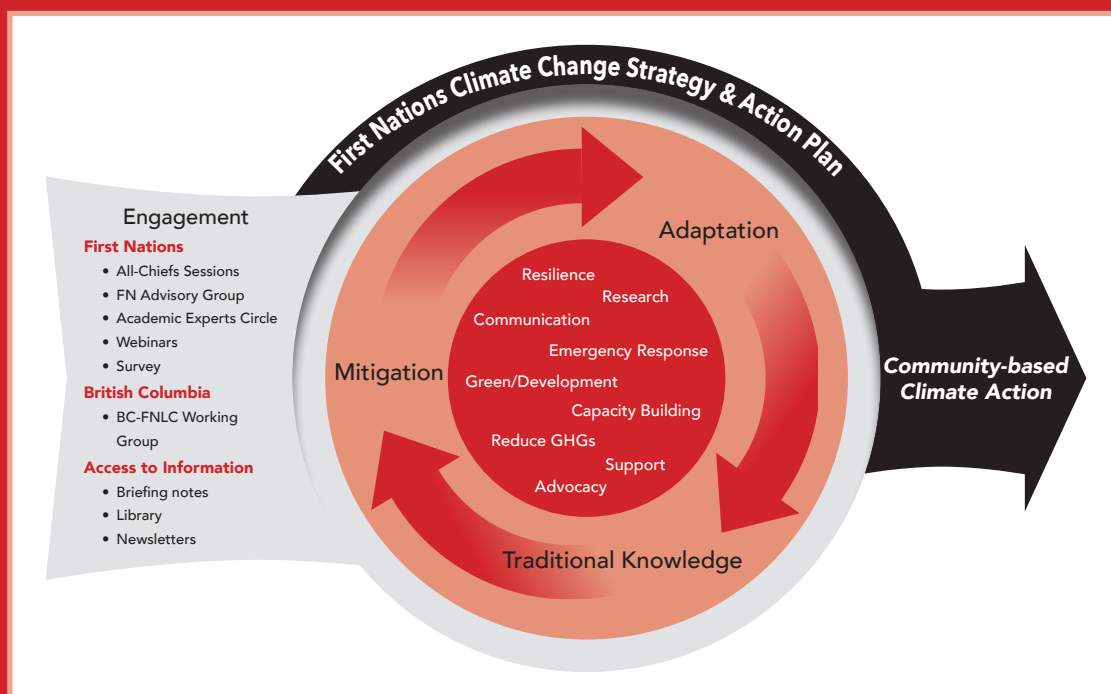 First Nations Climate Change Strategy & Action Plan
Engagement
First Nations
• All-Chiefs Sessions
• FN Advisory Group
• Academic Experts Circle
• Webinars
• Survey
British Columbia
• BC-FNLC Working
Group
Access to Information
• Briefing notes
• Library
• Newsletters
Adaptation
Mitigation
Traditional Knowledge
Resilience
Research
Communication
Emergency Response
Green/Development
Capacity Building
Reduce GHGs
Support
Advocacy
Community-based
Climate Action